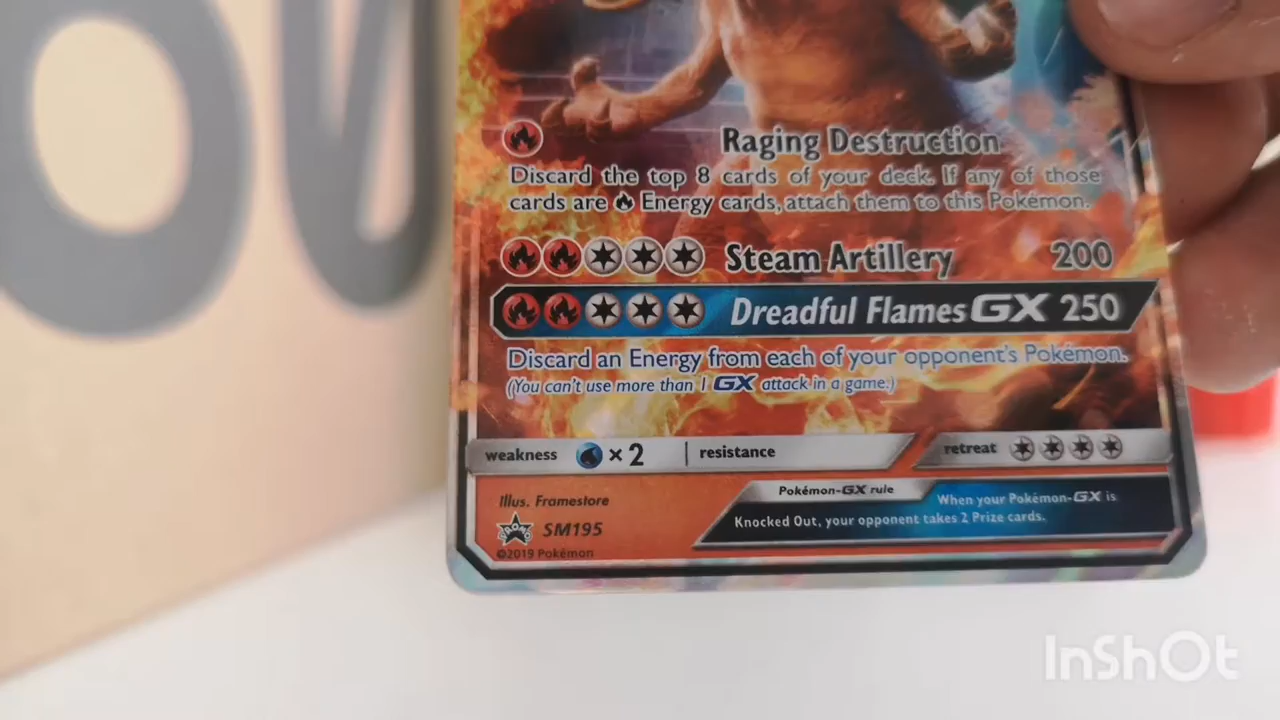 OW
Raging Destruction
Discard the top 8 cards of your deck. If any of those
cards are Energy cards, attach them to this Pokémon.
Steam Artillery 200
Dreadful Flames GX 250
Discard an Energy from each of your opponent's Pokémon.
(You can't use more than 1 GX attack in a game.)
weakness ×2 resistance retreat
Pokémon-GX rule
When your Pokémon-GX is
Knocked Out, your opponent takes 2 Prize cards.
Illus. Framestore
PROMO SM195
©2019 Pokémon
InShOt